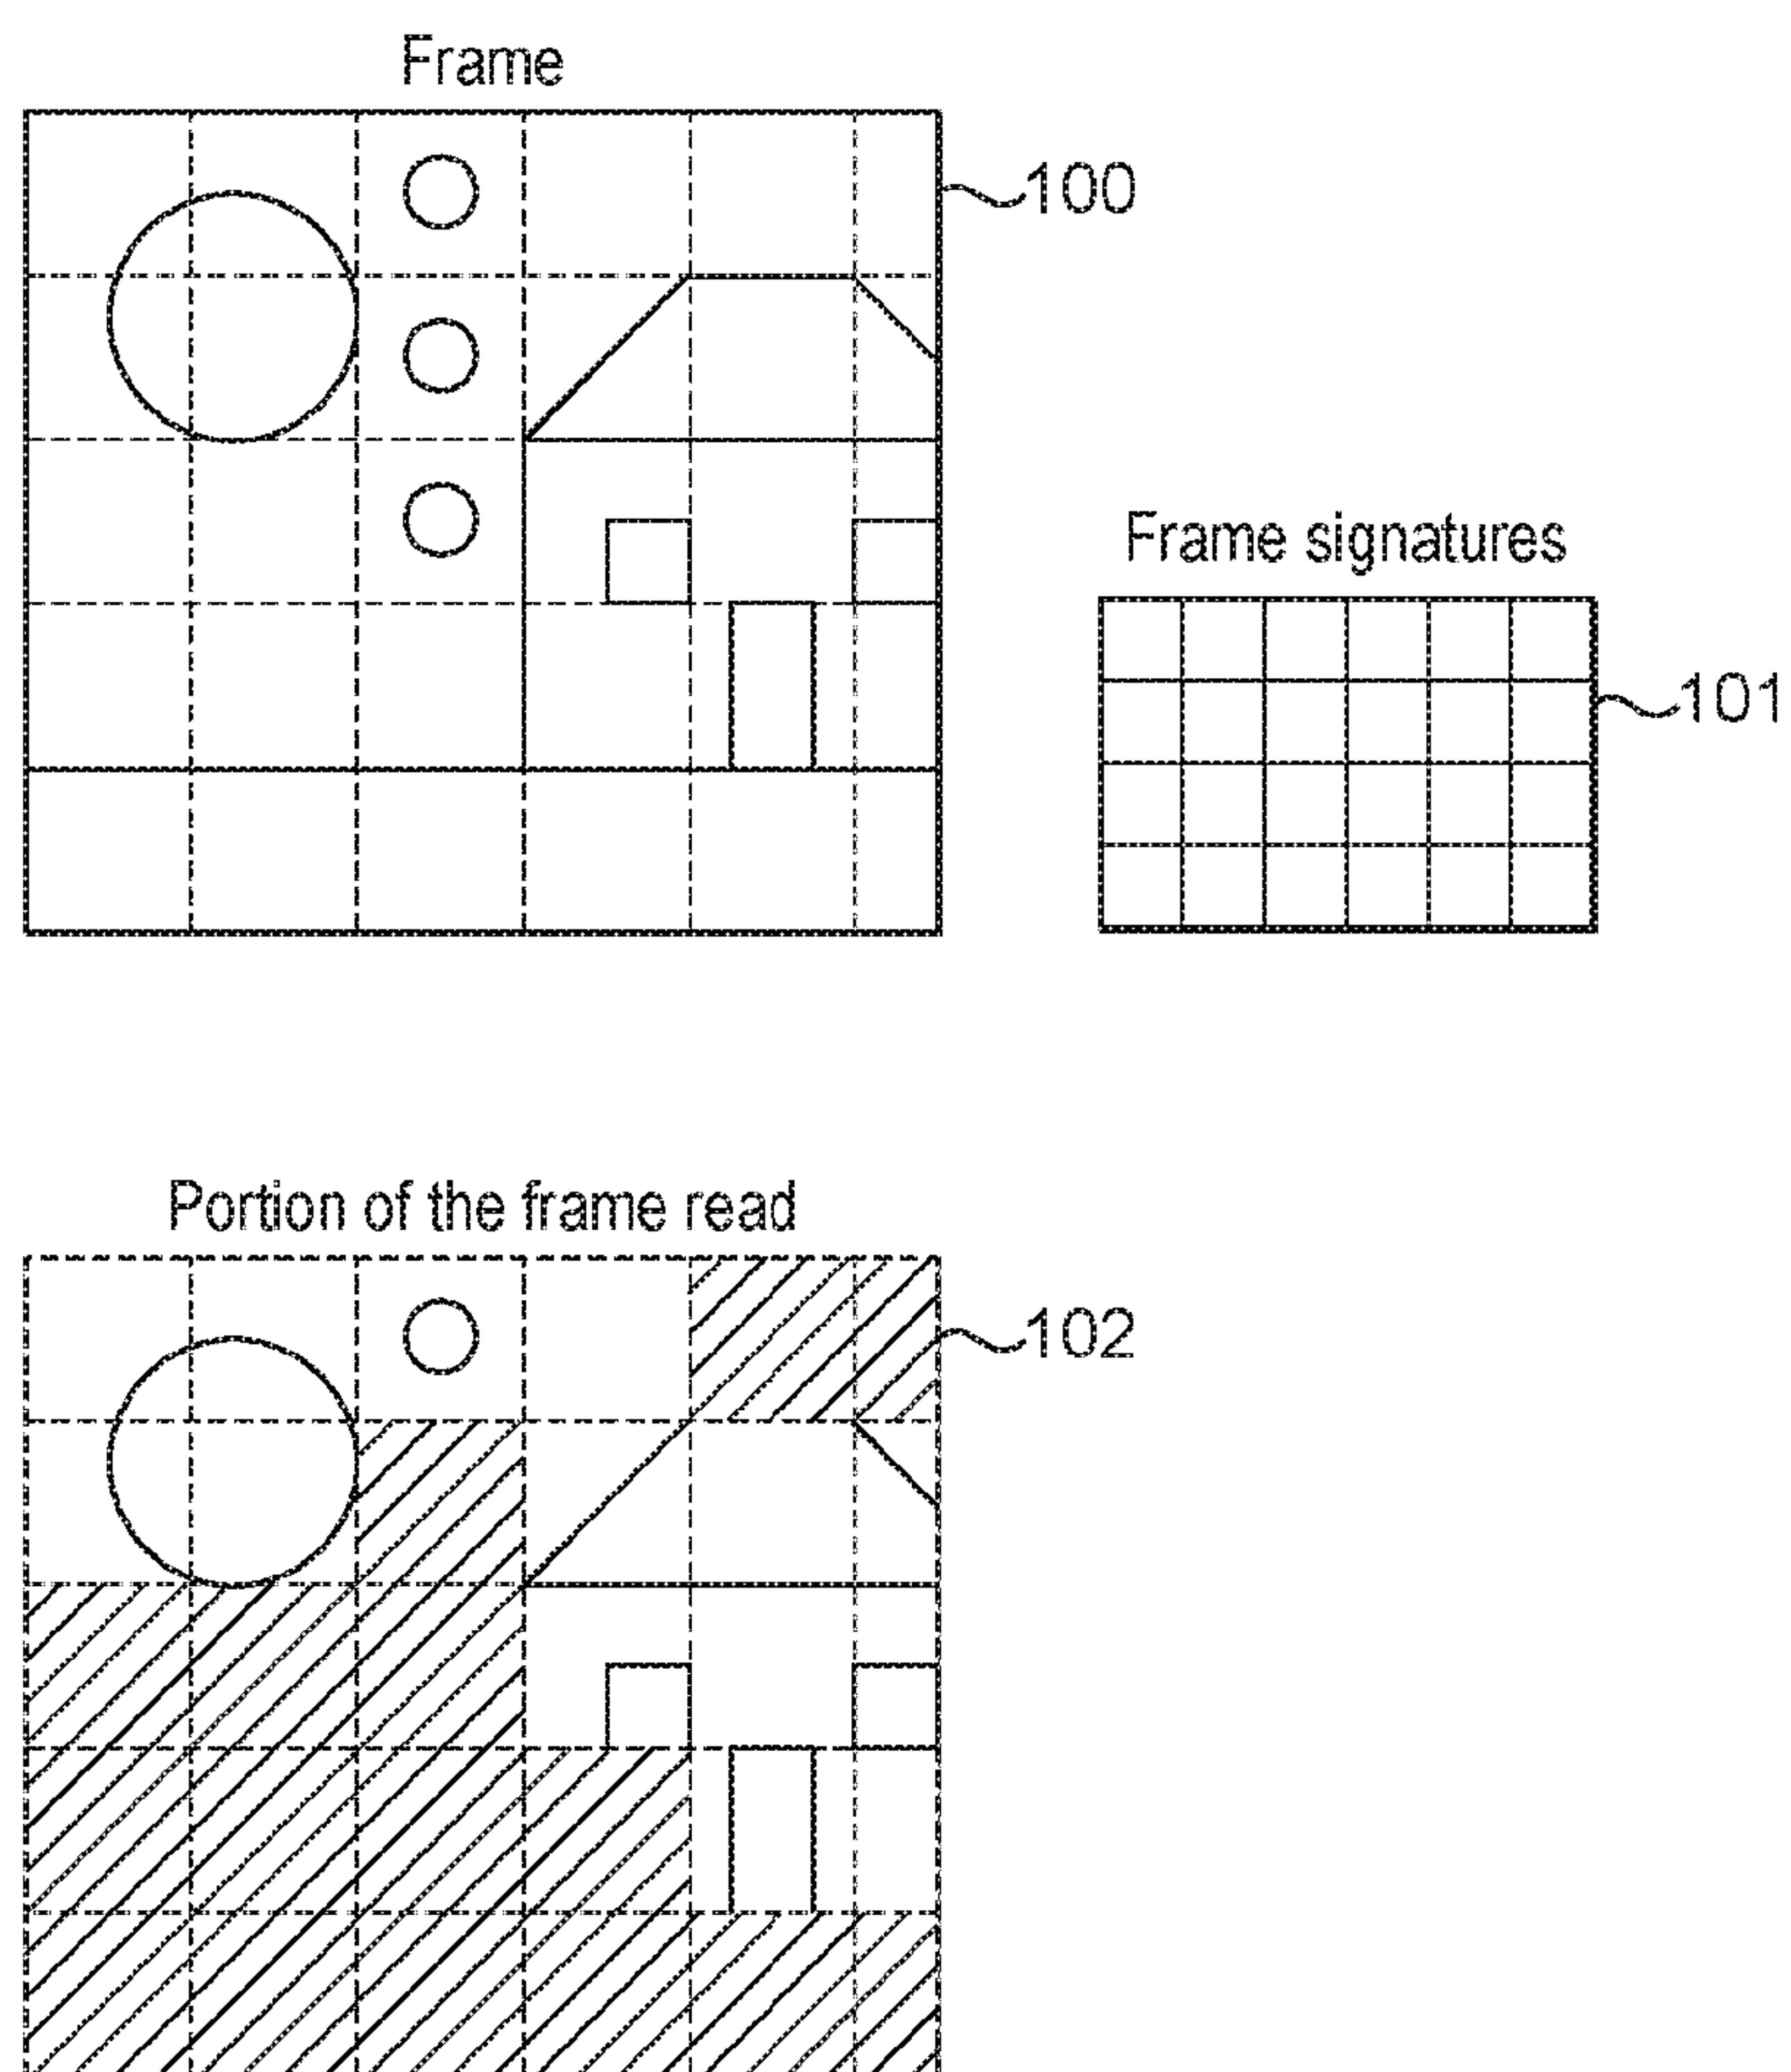 Frame
100
Frame signatures
101
Portion of the frame read
102